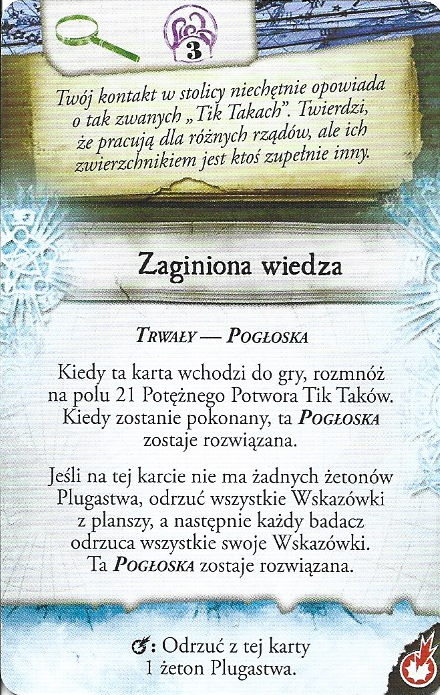 3
Twój kontakt w stolicy niechętnie opowiada
o tak zwanych „Tik Takach”. Twierdzi,
że pracują dla różnych rządów, ale ich
zwierzchnikiem jest ktoś zupełnie inny.
Zaginiona wiedza
Trwały — Pogłoska
Kiedy ta karta wchodzi do gry, rozmnóż
na polu 21 Potężnego Potwora Tik Taków.
Kiedy zostanie pokonany, ta Pogłoska
zostaje rozwiązana.
Jeśli na tej karcie nie ma żadnych żetonów
Plugastwa, odrzuć wszystkie Wskazówki
z planszy, a następnie każdy badacz
odrzuca wszystkie swoje Wskazówki.
Ta Pogłoska zostaje rozwiązana.
: Odrzuć z tej karty
1 żeton Plugastwa.